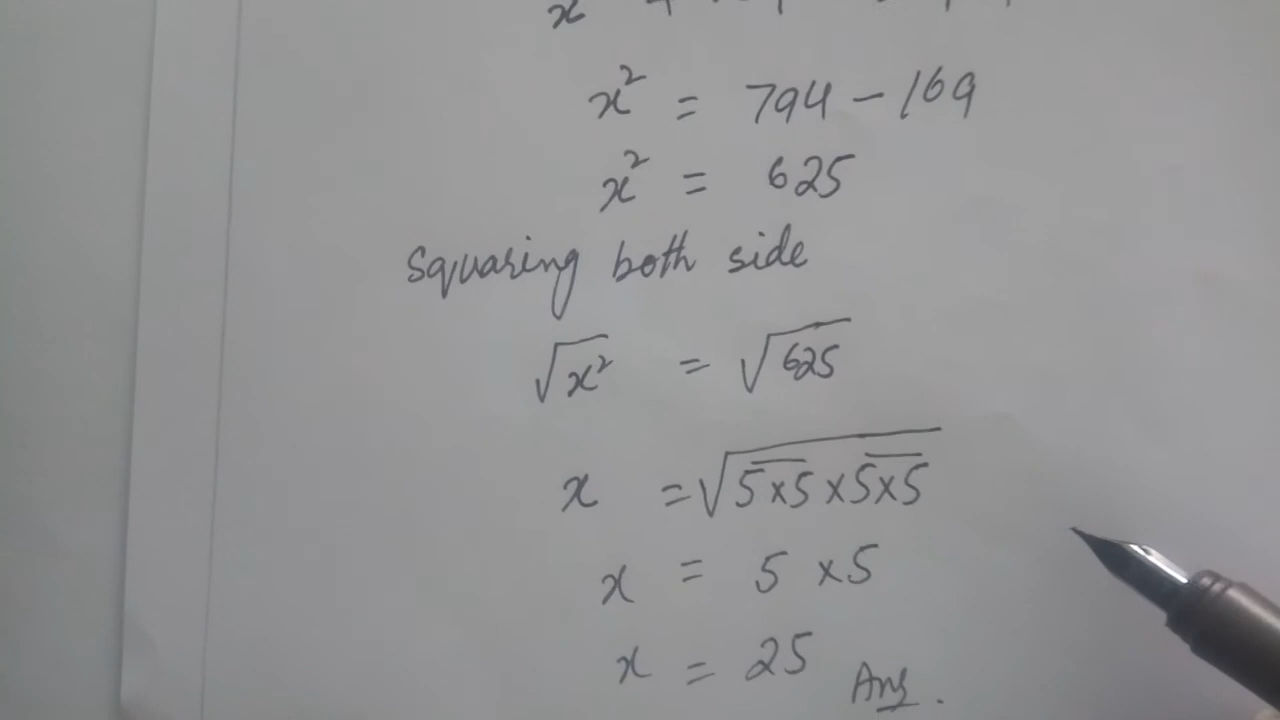 x
x² = 794 - 169
x² = 625
Squaring both side
√x² = √625
x = √5×5×5×5
x = 5 ×5
x = 25 Ans.